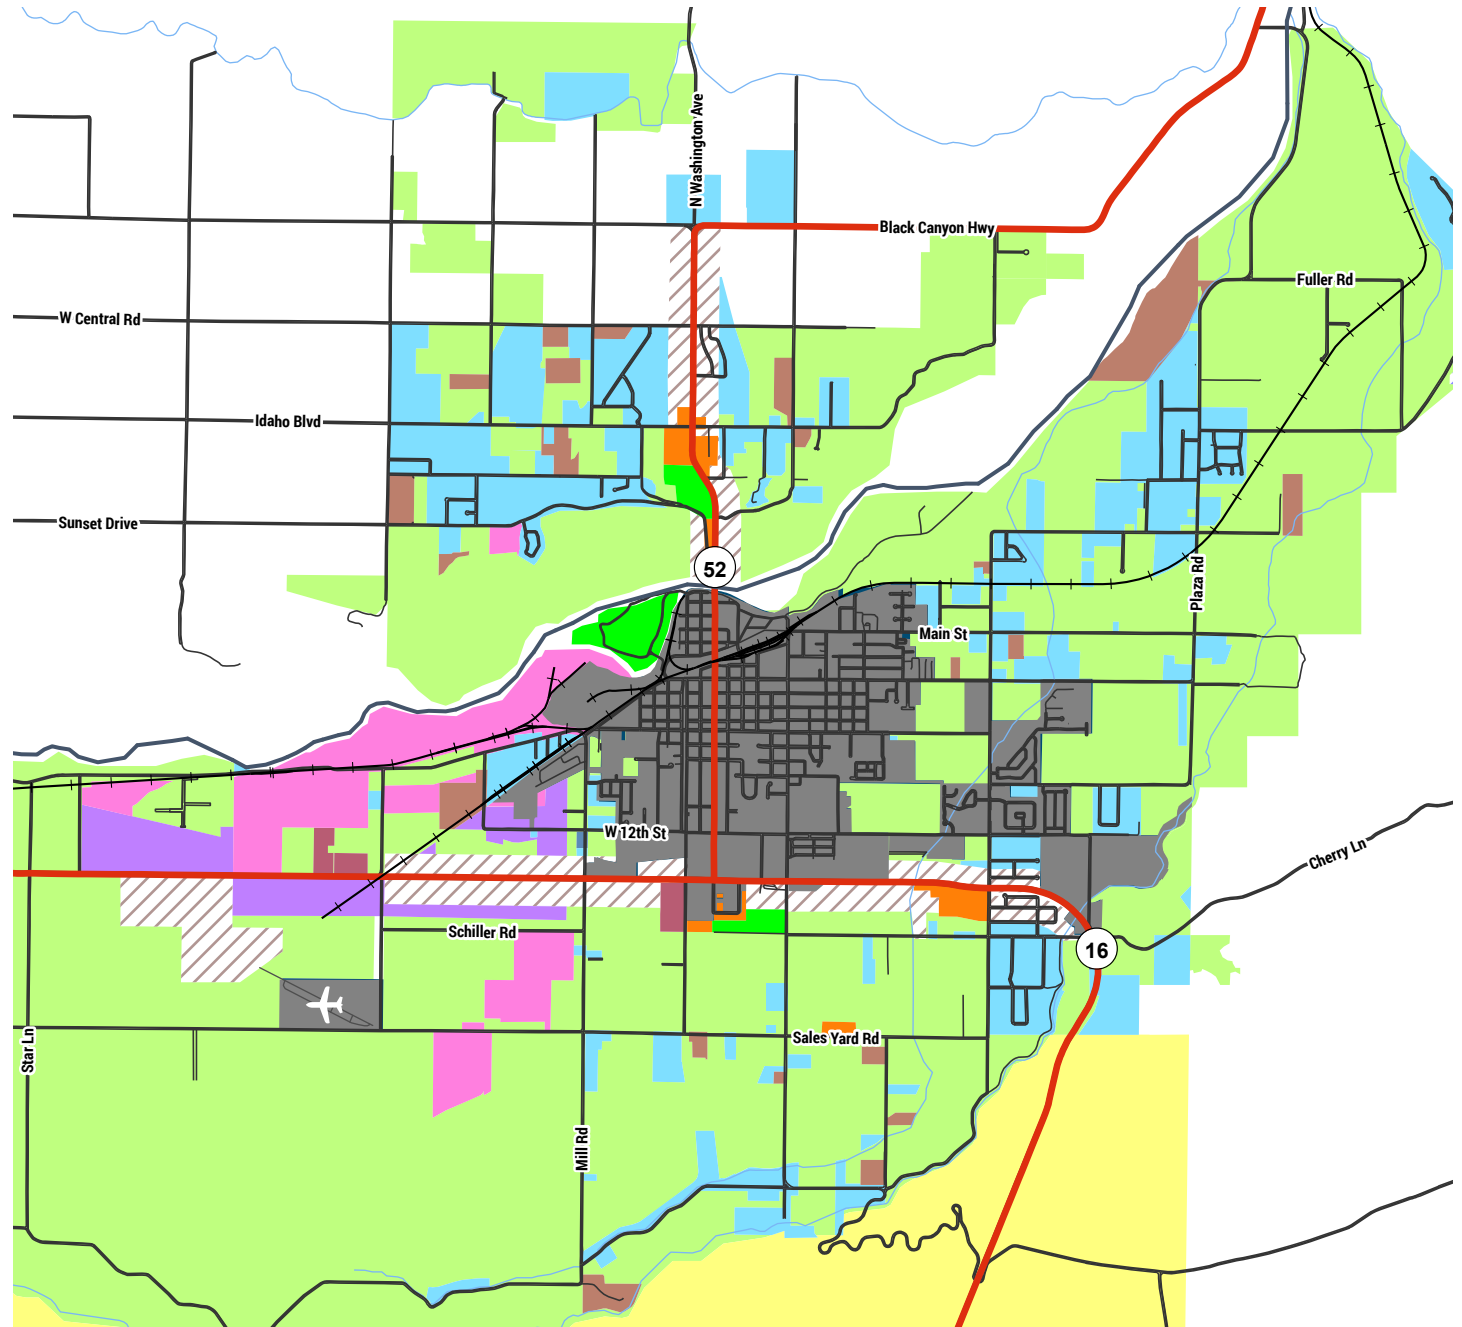 N Washington Ave
Black Canyon Hwy
Fuller Rd
W Central Rd
Idaho Blvd
Sunset Drive
52
Plaza Rd
Main St
W 12th St
Cherry Ln
Schiller Rd
16
Star Ln
Sales Yard Rd
Mill Rd